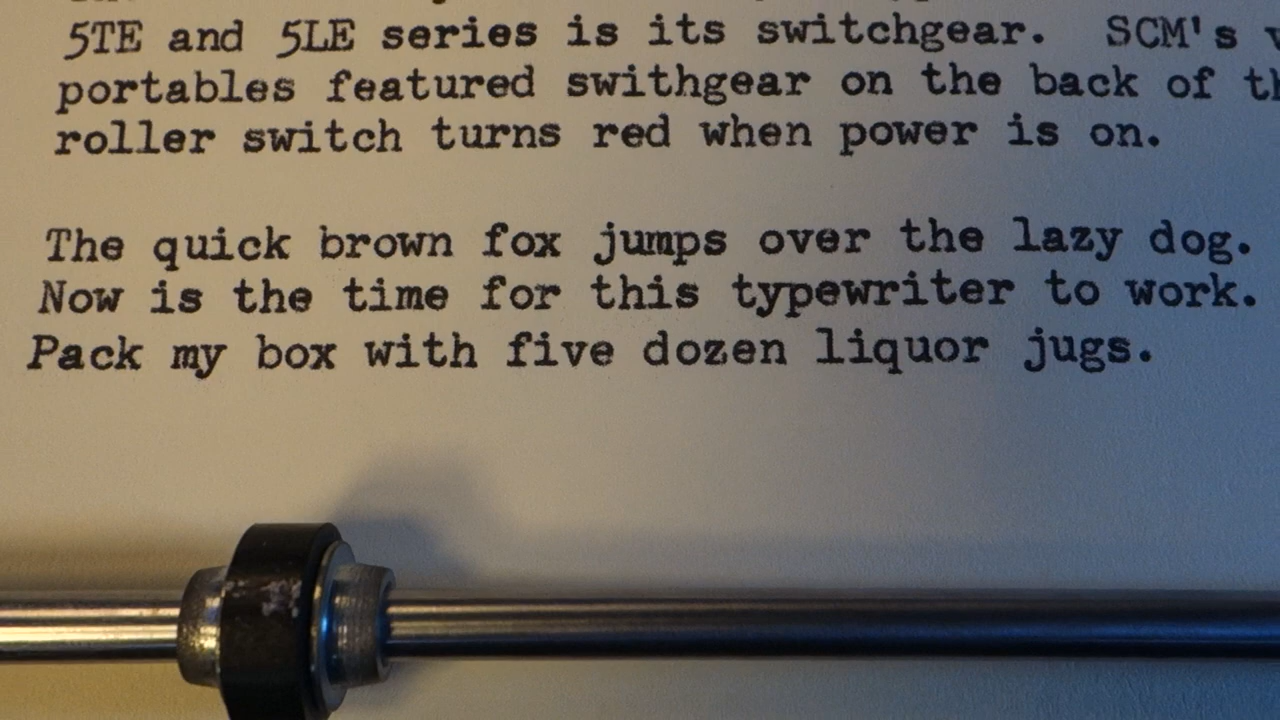 5TE and 5LE series is its switchgear.  SCM's
portables featured swithgear on the back of
roller switch turns red when power is on.
The quick brown fox jumps over the lazy dog.
Now is the time for this typewriter to work.
Pack my box with five dozen liquor jugs.